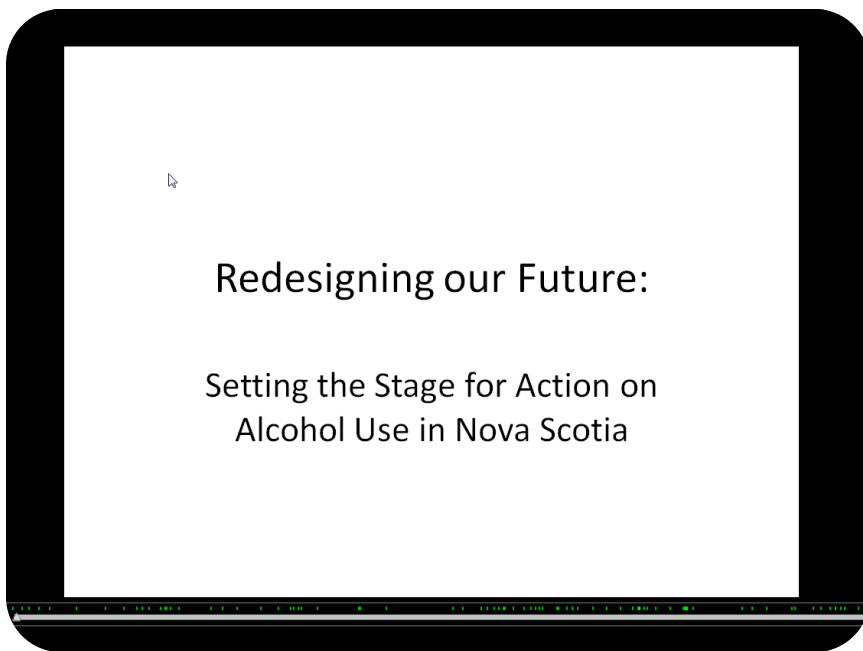 Redesigning our Future:
Setting the Stage for Action on
Alcohol Use in Nova Scotia